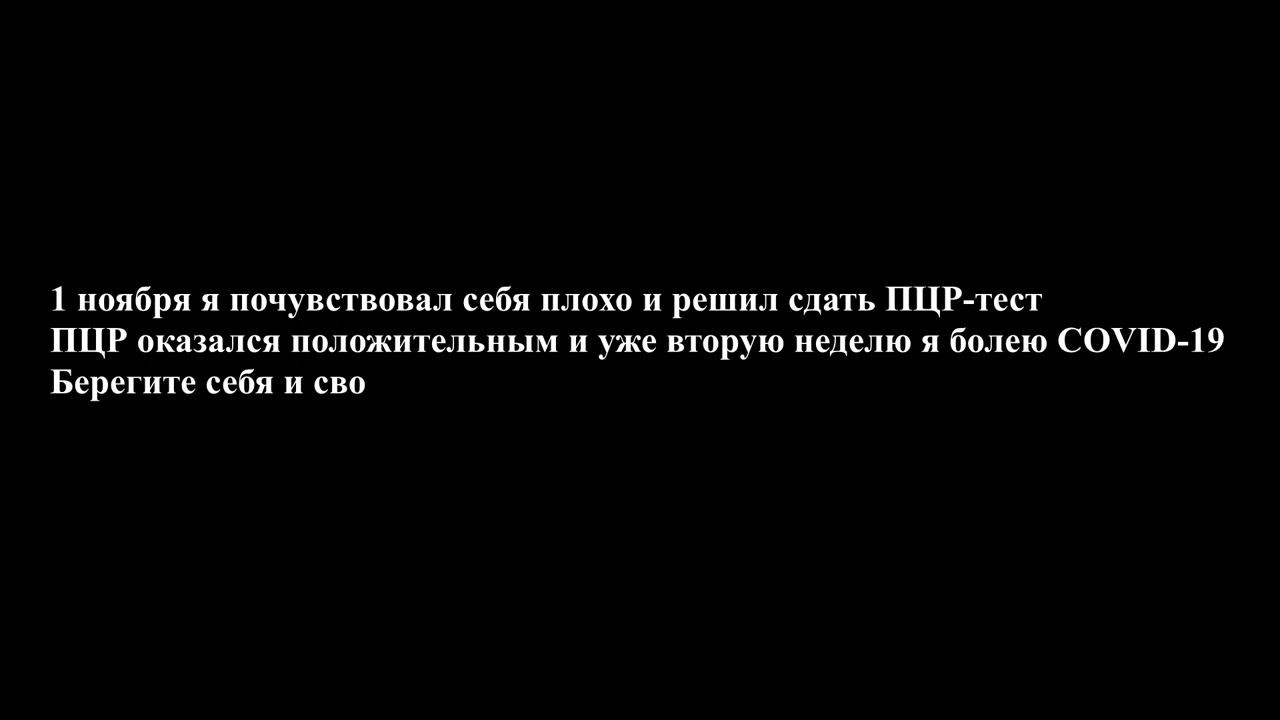 1 ноября я почувствовал себя плохо и решил сдать ПЦР-тест
ПЦР оказался положительным и уже вторую неделю я болею COVID-19
Берегите себя и сво